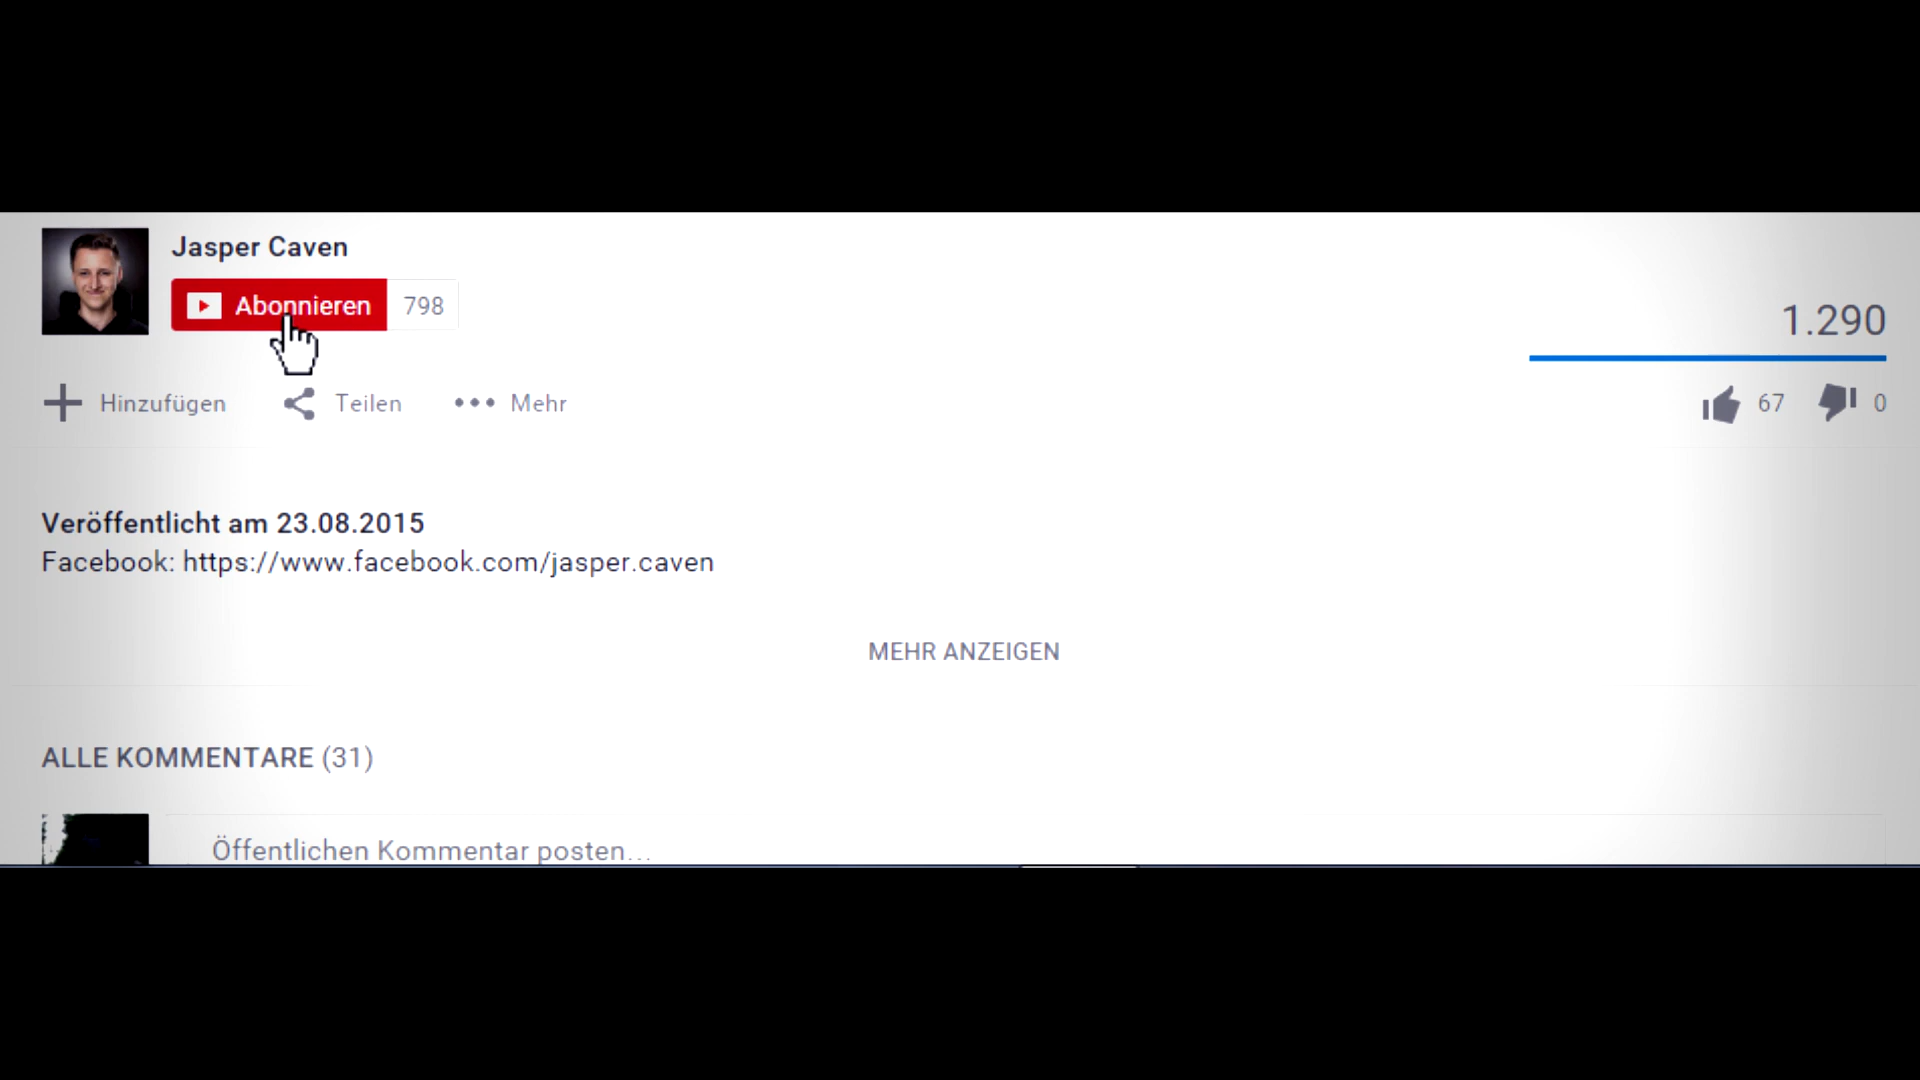 Jasper Caven
Abonnieren 798
1.290
Hinzufügen Teilen Mehr
67 0
Veröffentlicht am 23.08.2015
Facebook: https://www.facebook.com/jasper.caven
MEHR ANZEIGEN
ALLE KOMMENTARE (31)
Öffentlichen Kommentar posten...